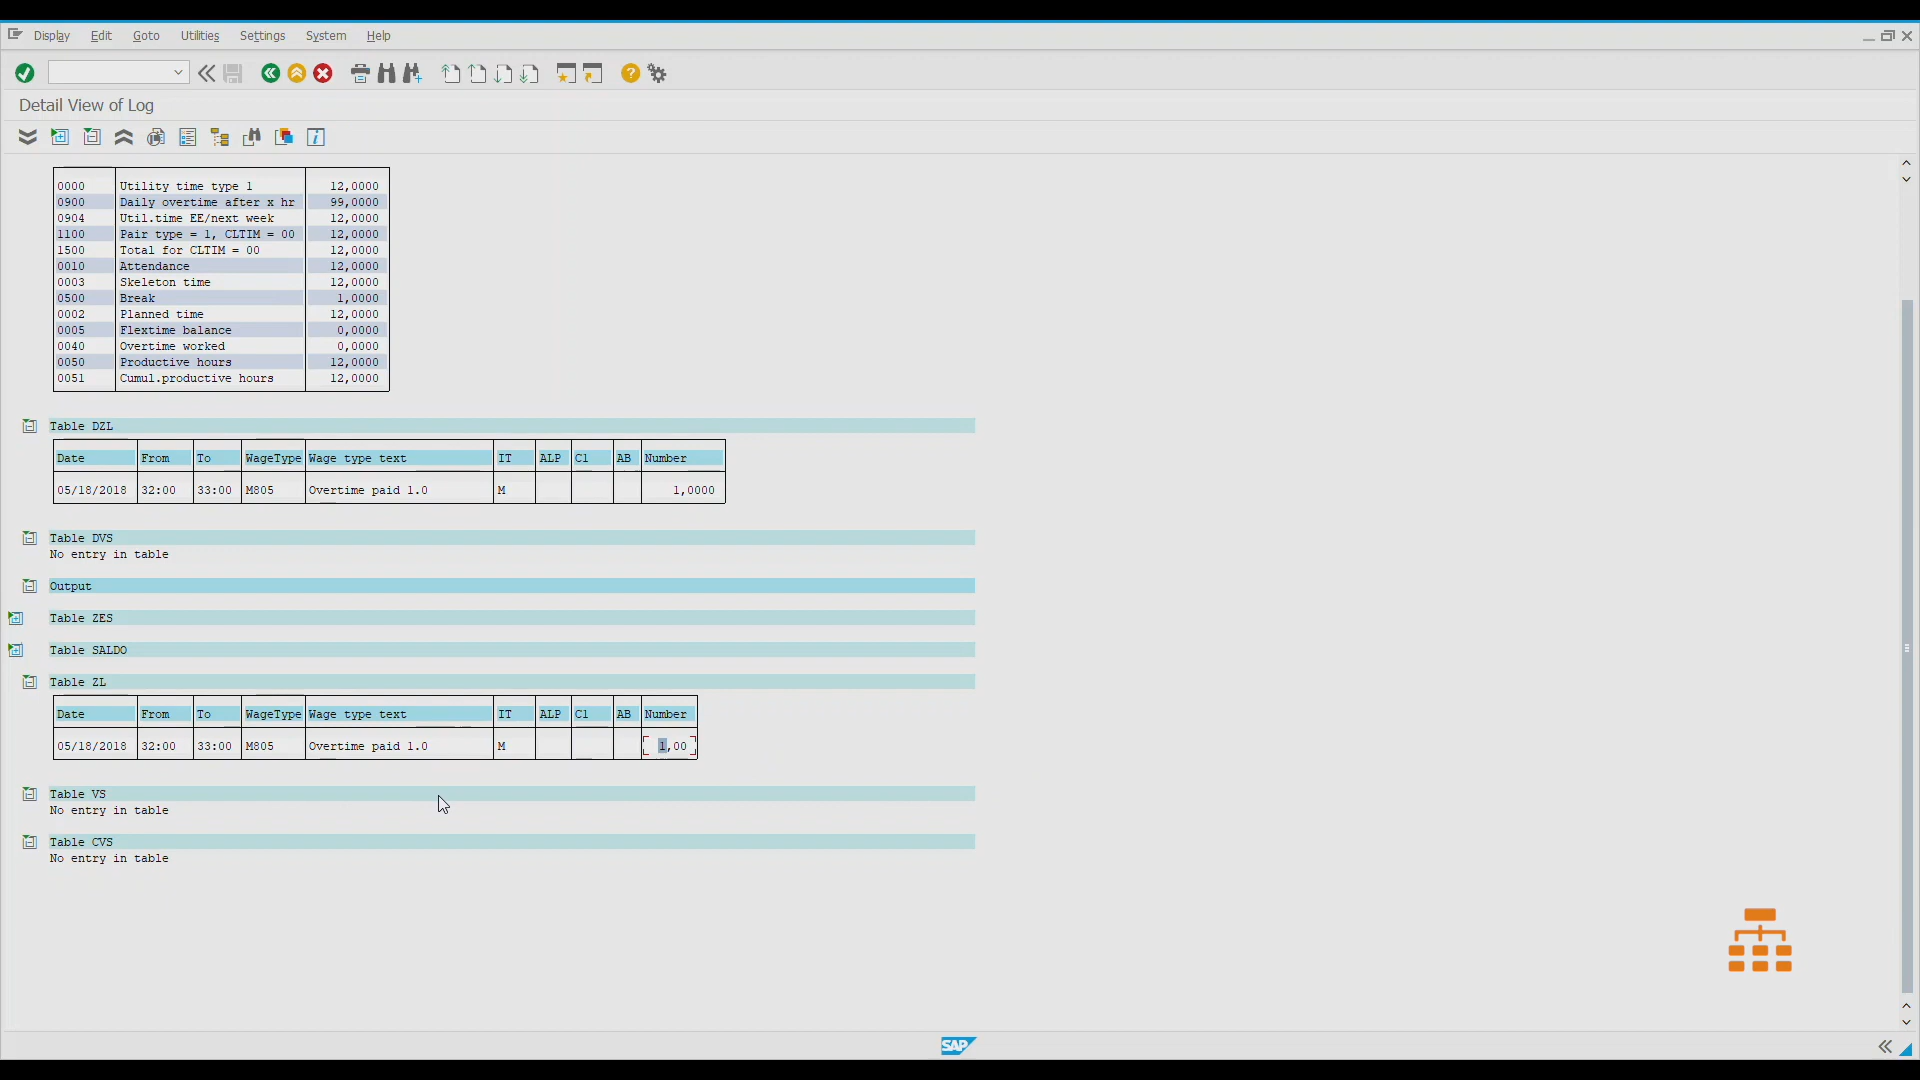 Display Edit Goto Utilities Settings System Help
Detail View of Log
0000 Utility time type 1 12,0000
0900 Daily overtime after x hr 99,0000
0904 Util.time EE/next week 12,0000
1100 Pair type = 1, CLTIM = 00 12,0000
1500 Total for CLTIM = 00 12,0000
0010 Attendance 12,0000
0003 Skeleton time 12,0000
0500 Break 1,0000
0002 Planned time 12,0000
0005 Flextime balance 0,0000
0040 Overtime worked 0,0000
0050 Productive hours 12,0000
0051 Cumul.productive hours 12,0000
Table DZL
Date From To WageType Wage type text IT ALP C1 AB Number
05/18/2018 32:00 33:00 M805 Overtime paid 1.0 M 1,0000
Table DVS
No entry in table
Output
Table ZES
Table SALDO
Table ZL
Date From To WageType Wage type text IT ALP C1 AB Number
05/18/2018 32:00 33:00 M805 Overtime paid 1.0 M 1,00
Table VS
No entry in table
Table CVS
No entry in table
SAP